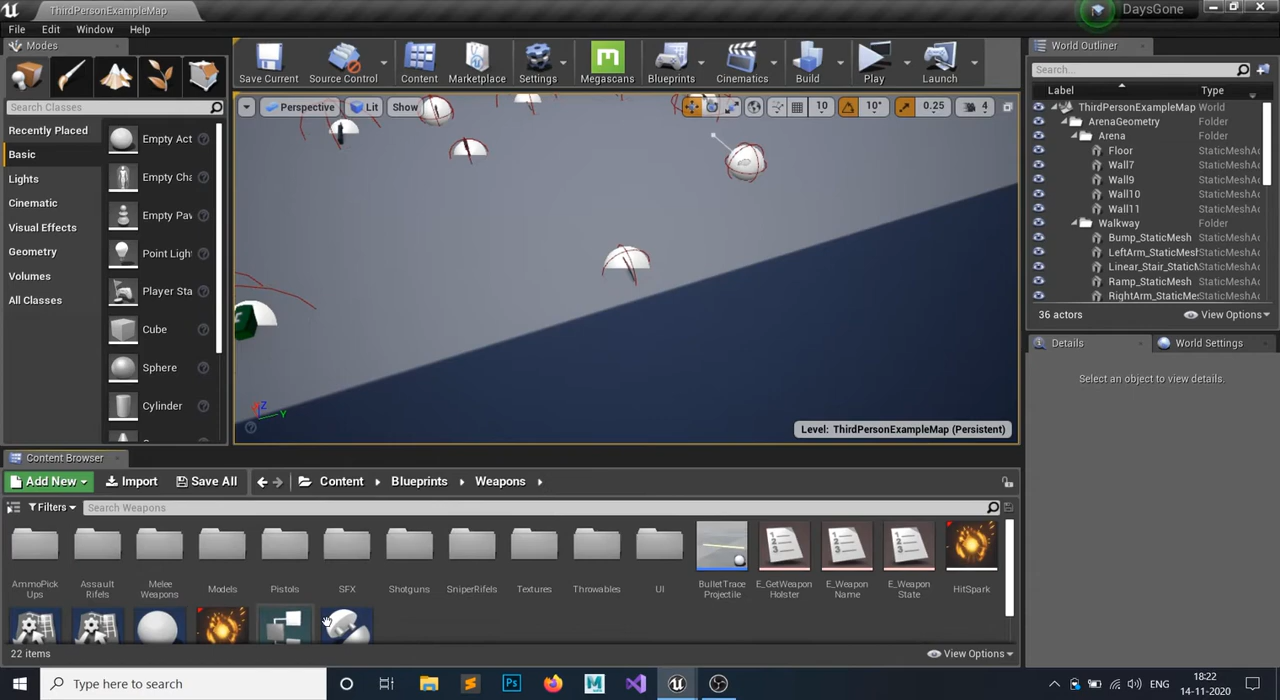 ThirdPersonExampleMap
DaysGone
File Edit Window Help
Modes
Search Classes
Recently Placed
Basic
Lights
Cinematic
Visual Effects
Geometry
Volumes
All Classes
Empty Act
Empty Cha
Empty Paw
Point Light
Player Sta
Cube
Sphere
Cylinder
Save Current
Source Control
Content
Marketplace
Settings
Megascans
Blueprints
Cinematics
Build
Play
Launch
Perspective
Lit
Show
10
10°
0.25
4
Z
Y
Level: ThirdPersonExampleMap (Persistent)
World Outliner
Search...
Label Type
ThirdPersonExampleMap World
ArenaGeometry Folder
Arena Folder
Floor StaticMeshAc
Wall7 StaticMeshAc
Wall9 StaticMeshAc
Wall10 StaticMeshAc
Wall11 StaticMeshAc
Walkway Folder
Bump_StaticMesh StaticMeshAc
LeftArm_StaticMesh StaticMeshAc
Linear_Stair_StaticM StaticMeshAc
Ramp_StaticMesh StaticMeshAc
RightArm_StaticMes StaticMeshAc
36 actors
View Options
Details
World Settings
Select an object to view details.
Content Browser
Add New
Import
Save All
Content
Blueprints
Weapons
Filters
Search Weapons
AmmoPick Ups
Assault Rifels
Melee Weapons
Models
Pistols
SFX
Shotguns
SniperRifels
Textures
Throwables
UI
BulletTrace Projectile
E_GetWeapon Holster
E_Weapon Name
E_Weapon State
HitSpark
22 items
View Options
Type here to search
Ps
M
ENG
18:22
14-11-2020